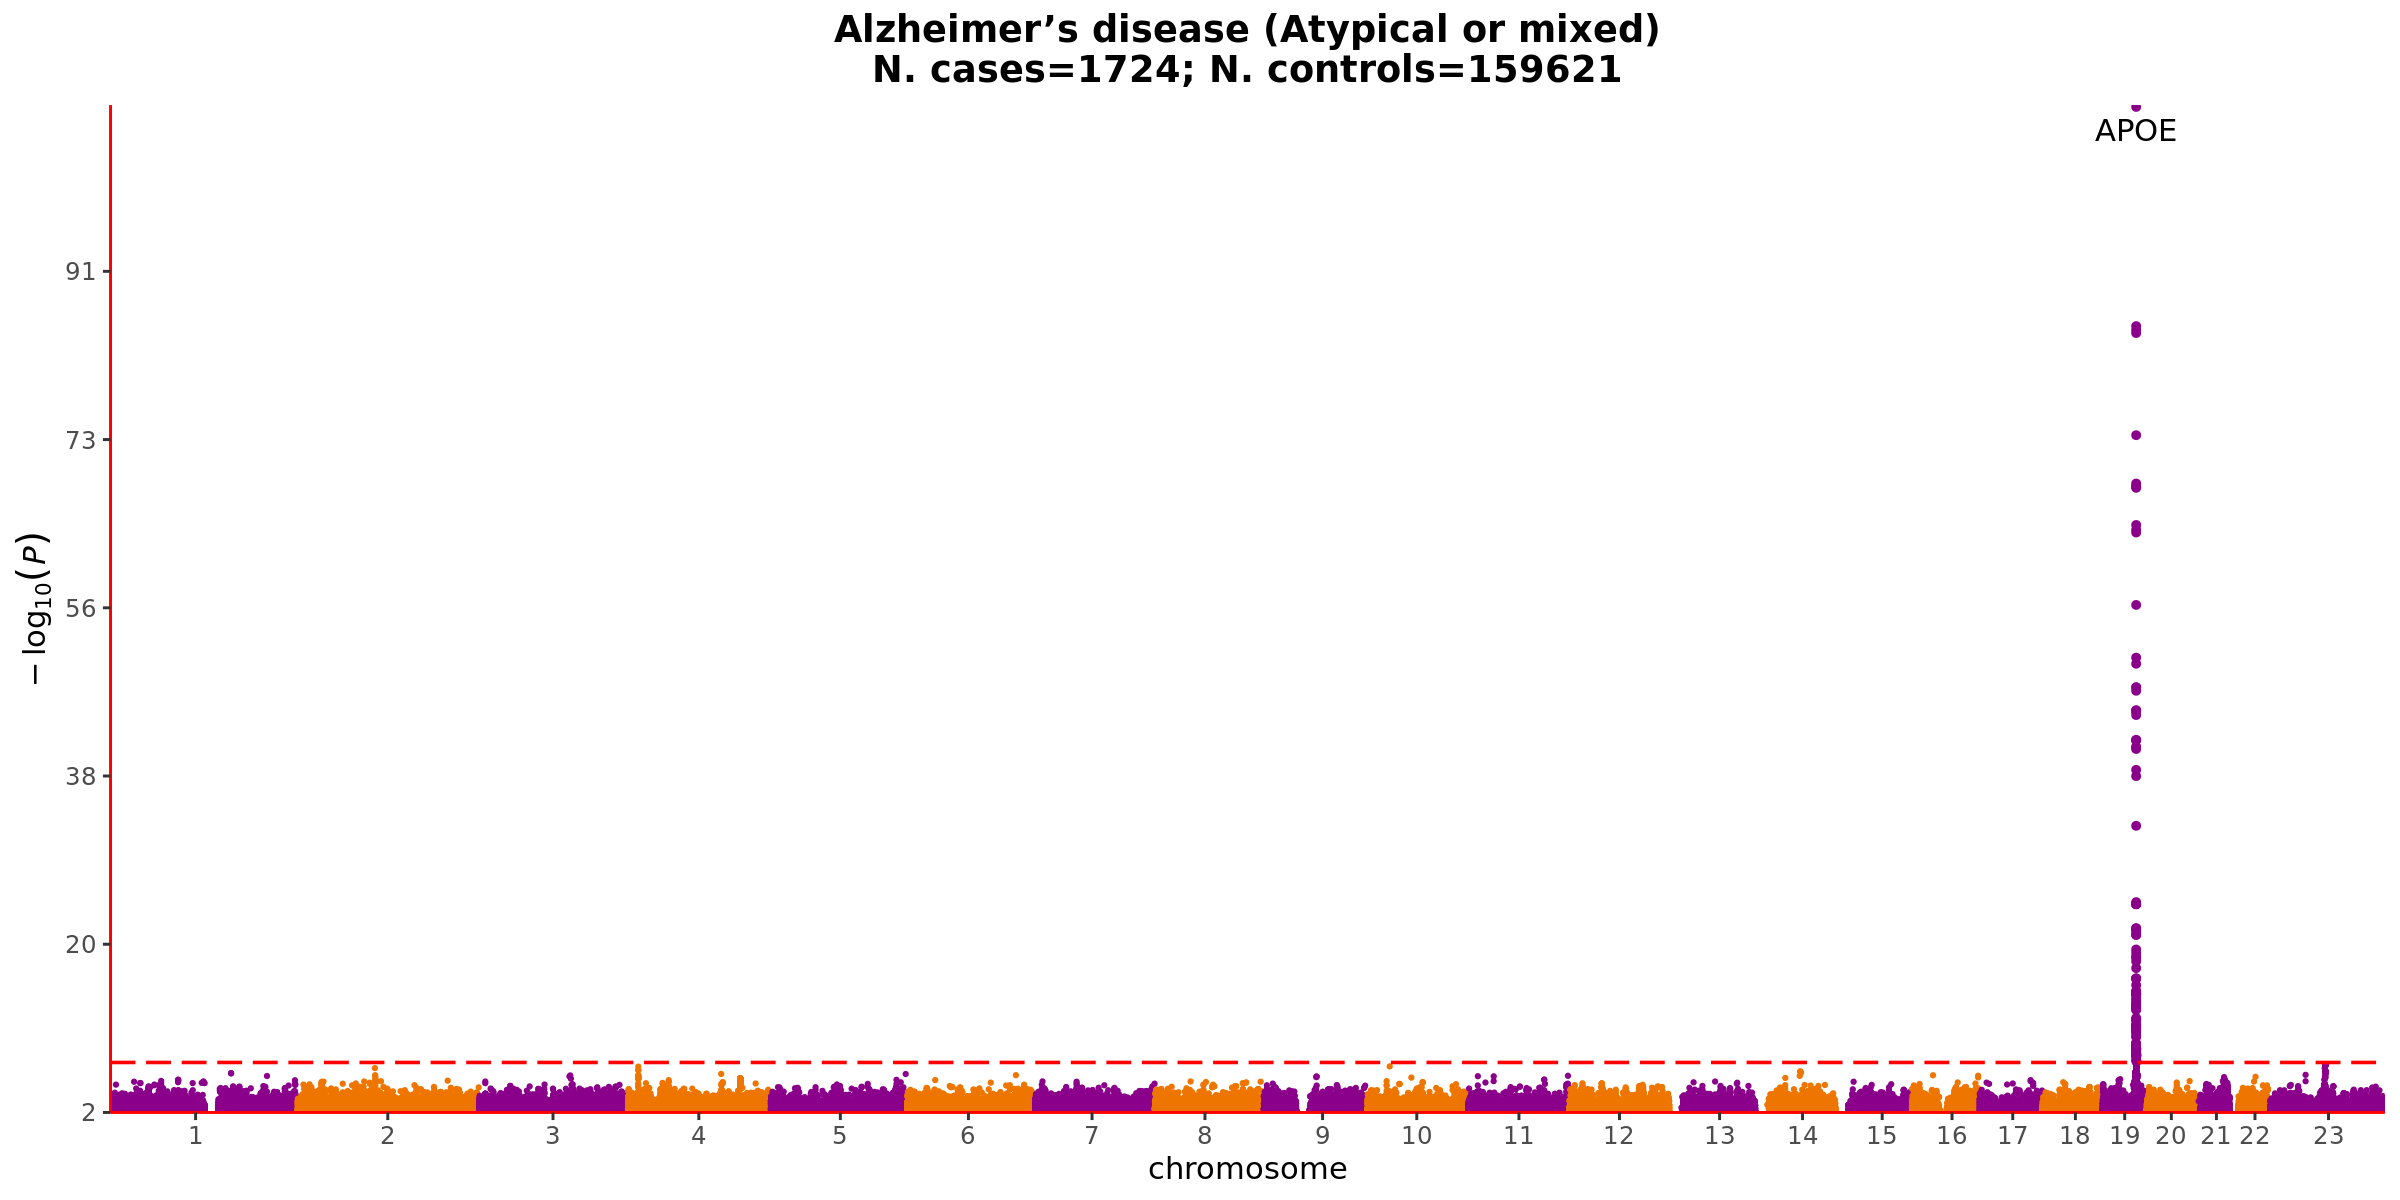 Alzheimer’s disease (Atypical or mixed)
N. cases=1724; N. controls=159621
APOE
91
73
56
38
20
2
−log₁₀(P)
1 2 3 4 5 6 7 8 9 10 11 12 13 14 15 16 17 18 19 20 21 22 23
chromosome